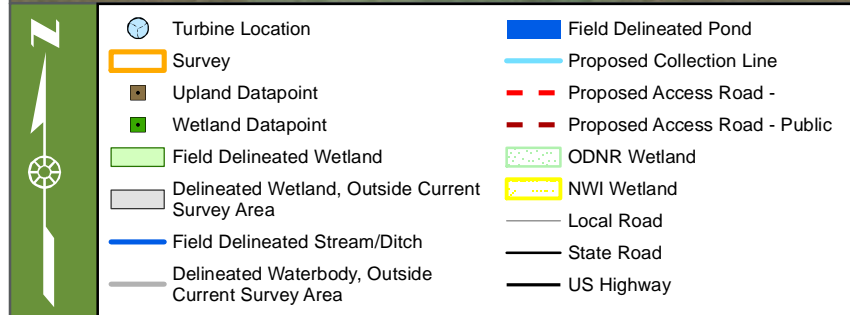 N
Turbine Location
Survey
Upland Datapoint
Wetland Datapoint
Field Delineated Wetland
Delineated Wetland, Outside Current
Survey Area
Field Delineated Stream/Ditch
Delineated Waterbody, Outside
Current Survey Area
Field Delineated Pond
Proposed Collection Line
Proposed Access Road -
Proposed Access Road - Public
ODNR Wetland
NWI Wetland
Local Road
State Road
US Highway